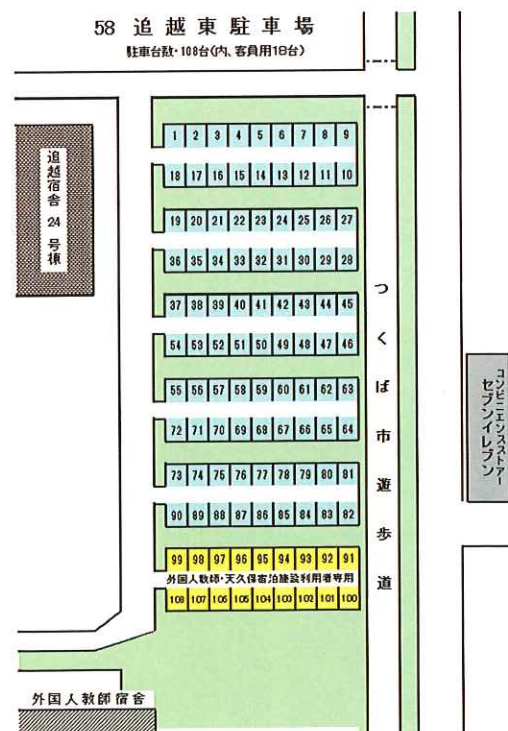 58 追越東駐車場
駐車台数・108台(内、客員用18台)
追越宿舎 24 号棟
1 2 3 4 5 6 7 8 9
18 17 16 15 14 13 12 11 10
19 20 21 22 23 24 25 26 27
36 35 34 33 32 31 30 29 28
37 38 39 40 41 42 43 44 45
54 53 52 51 50 49 48 47 46
55 56 57 58 59 60 61 62 63
72 71 70 69 68 67 66 65 64
73 74 75 76 77 78 79 80 81
90 89 88 87 86 85 84 83 82
99 98 97 96 95 94 93 92 91
外国人教師・天久保宿泊施設利用者専用
108 107 106 105 104 103 102 101 100
つくば市遊歩道
コンビニエンスストアー
セブンイレブン
外国人教師宿舎